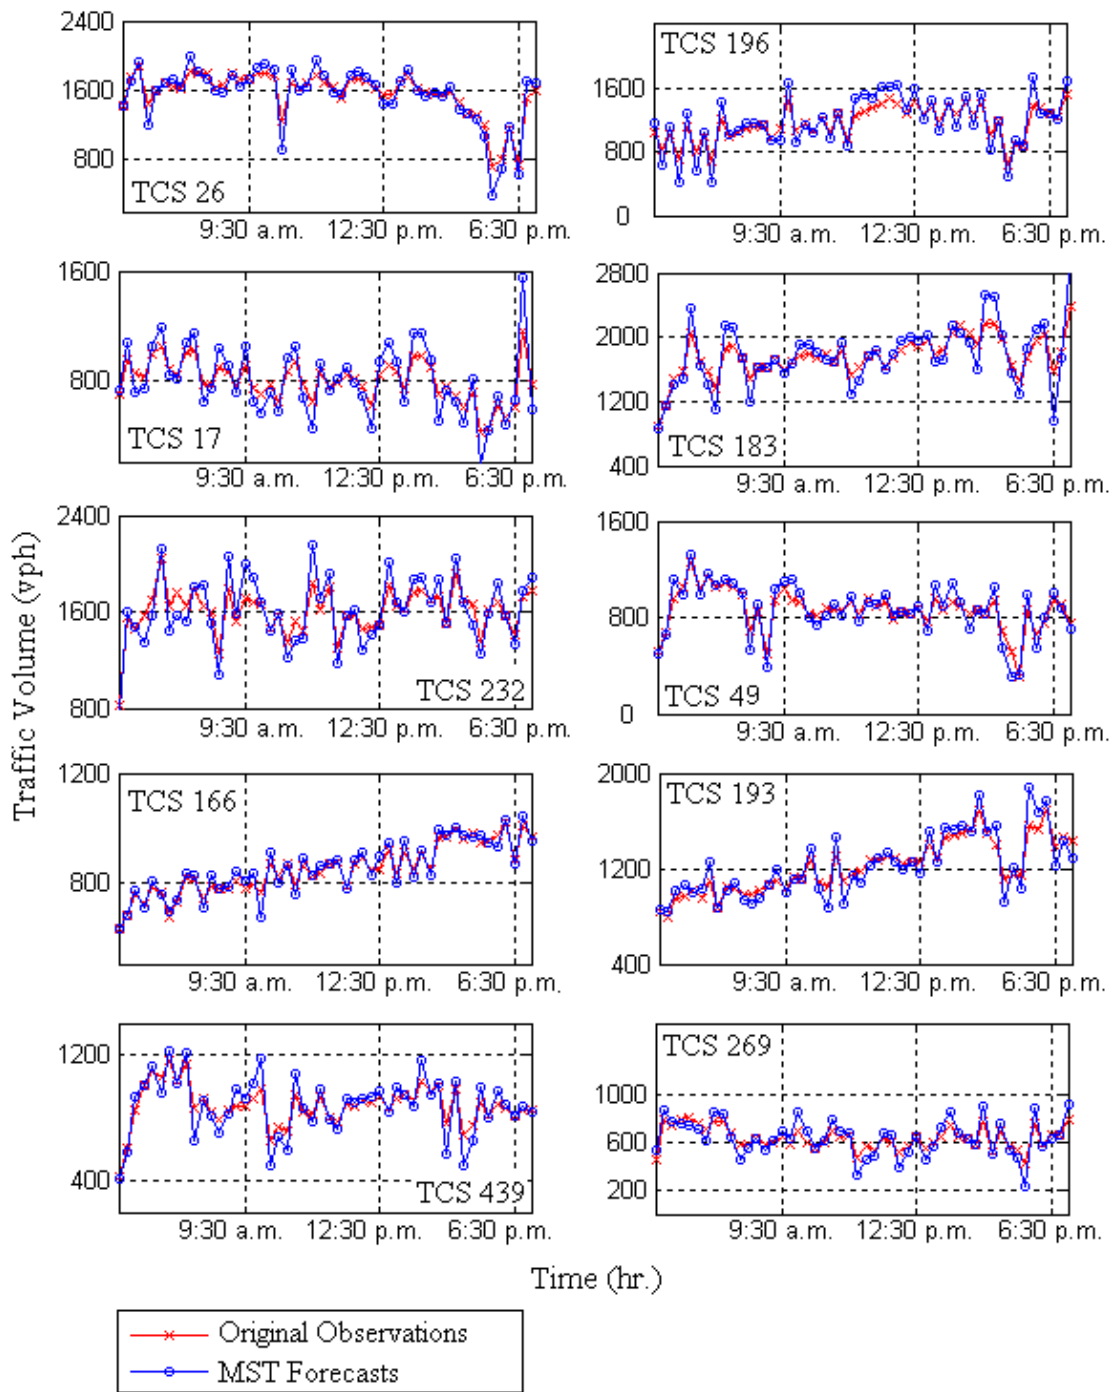 2400
1600
800
TCS 26
9:30 a.m. 12:30 p.m. 6:30 p.m.
TCS 196
1600
800
0
9:30 a.m. 12:30 p.m. 6:30 p.m.
1600
800
TCS 17
9:30 a.m. 12:30 p.m. 6:30 p.m.
2800
2000
1200
400
TCS 183
9:30 a.m. 12:30 p.m. 6:30 p.m.
Traffic Volume (vph)
2400
1600
800
TCS 232
9:30 a.m. 12:30 p.m. 6:30 p.m.
1600
800
0
TCS 49
9:30 a.m. 12:30 p.m. 6:30 p.m.
1200
800
TCS 166
9:30 a.m. 12:30 p.m. 6:30 p.m.
2000
1200
400
TCS 193
9:30 a.m. 12:30 p.m. 6:30 p.m.
1200
400
TCS 439
9:30 a.m. 12:30 p.m. 6:30 p.m.
TCS 269
1000
600
200
9:30 a.m. 12:30 p.m. 6:30 p.m.
Time (hr.)
Original Observations
MST Forecasts